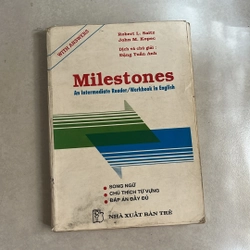 WITH ANSWERS
Robert L. Saitz
John M. Kopec
Dịch và chú giải :
Đặng Tuấn Anh
Milestones
An Intermediate Reader/Workbook in English
SONG NGỮ
CHÚ THÍCH TỪ VỰNG
ĐÁP ÁN ĐẦY ĐỦ
NHÀ XUẤT BẢN TRẺ